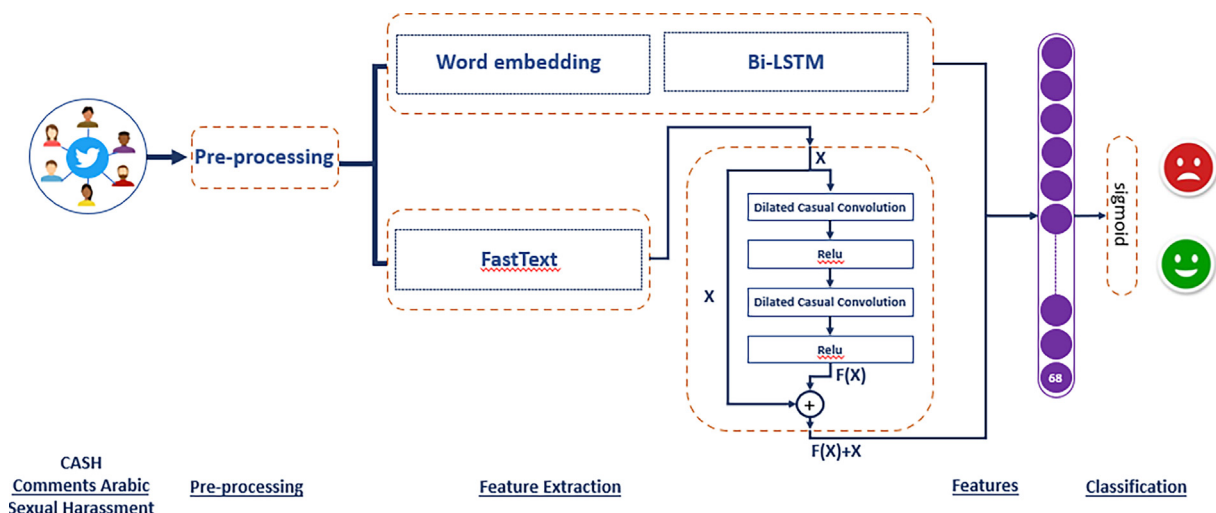 Word embedding
Bi-LSTM
Pre-processing
FastText
X
Dilated Casual Convolution
Relu
X
Dilated Casual Convolution
Relu
F(X)
+
F(X)+X
68
sigmoid
CASH
Comments Arabic
Sexual Harassment
Pre-processing
Feature Extraction
Features
Classification